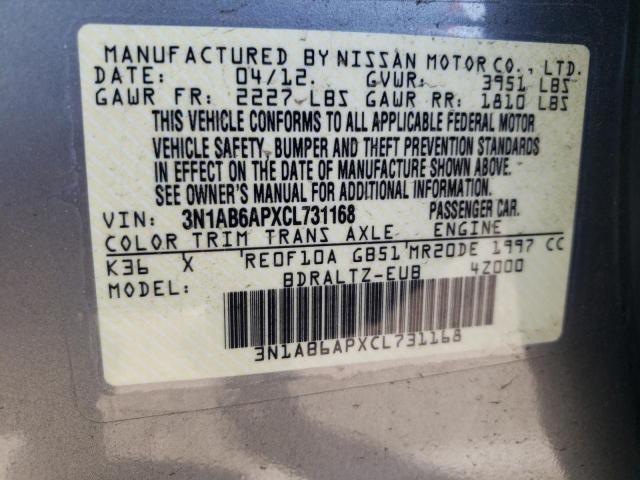 MANUFACTURED BY NISSAN MOTOR CO., LTD.
DATE: 04/12. GVWR: 3951 LBS
GAWR FR: 2227 LBS GAWR RR: 1810 LBS
THIS VEHICLE CONFORMS TO ALL APPLICABLE FEDERAL MOTOR
VEHICLE SAFETY, BUMPER AND THEFT PREVENTION STANDARDS
IN EFFECT ON THE DATE OF MANUFACTURE SHOWN ABOVE.
SEE OWNER'S MANUAL FOR ADDITIONAL INFORMATION.
VIN: 3N1AB6APXCL731168 PASSENGER CAR.
COLOR TRIM TRANS AXLE ENGINE
K36 X RE0F10A GB51 MR20DE 1997 CC
MODEL: BDRALTZ-EUB 4Z000
3N1AB6APXCL731168